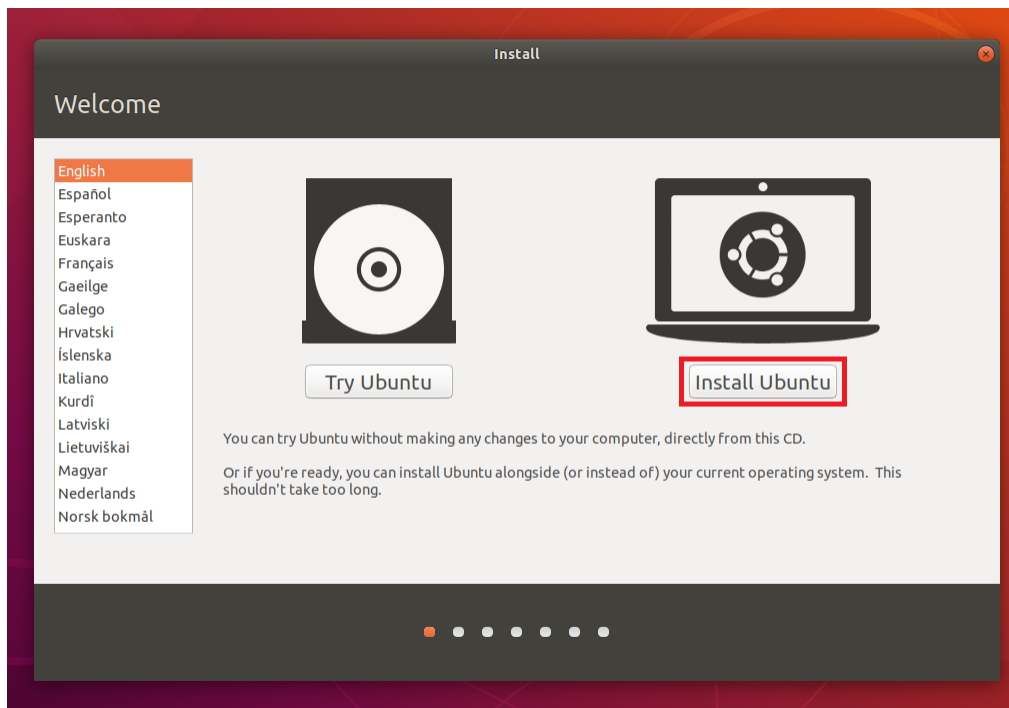 Install
Welcome
English
Español
Esperanto
Euskara
Français
Gaeilge
Galego
Hrvatski
Íslenska
Italiano
Kurdî
Latviski
Lietuviškai
Magyar
Nederlands
Norsk bokmål
Try Ubuntu
Install Ubuntu
You can try Ubuntu without making any changes to your computer, directly from this CD.
Or if you're ready, you can install Ubuntu alongside (or instead of) your current operating system.  This
shouldn't take too long.